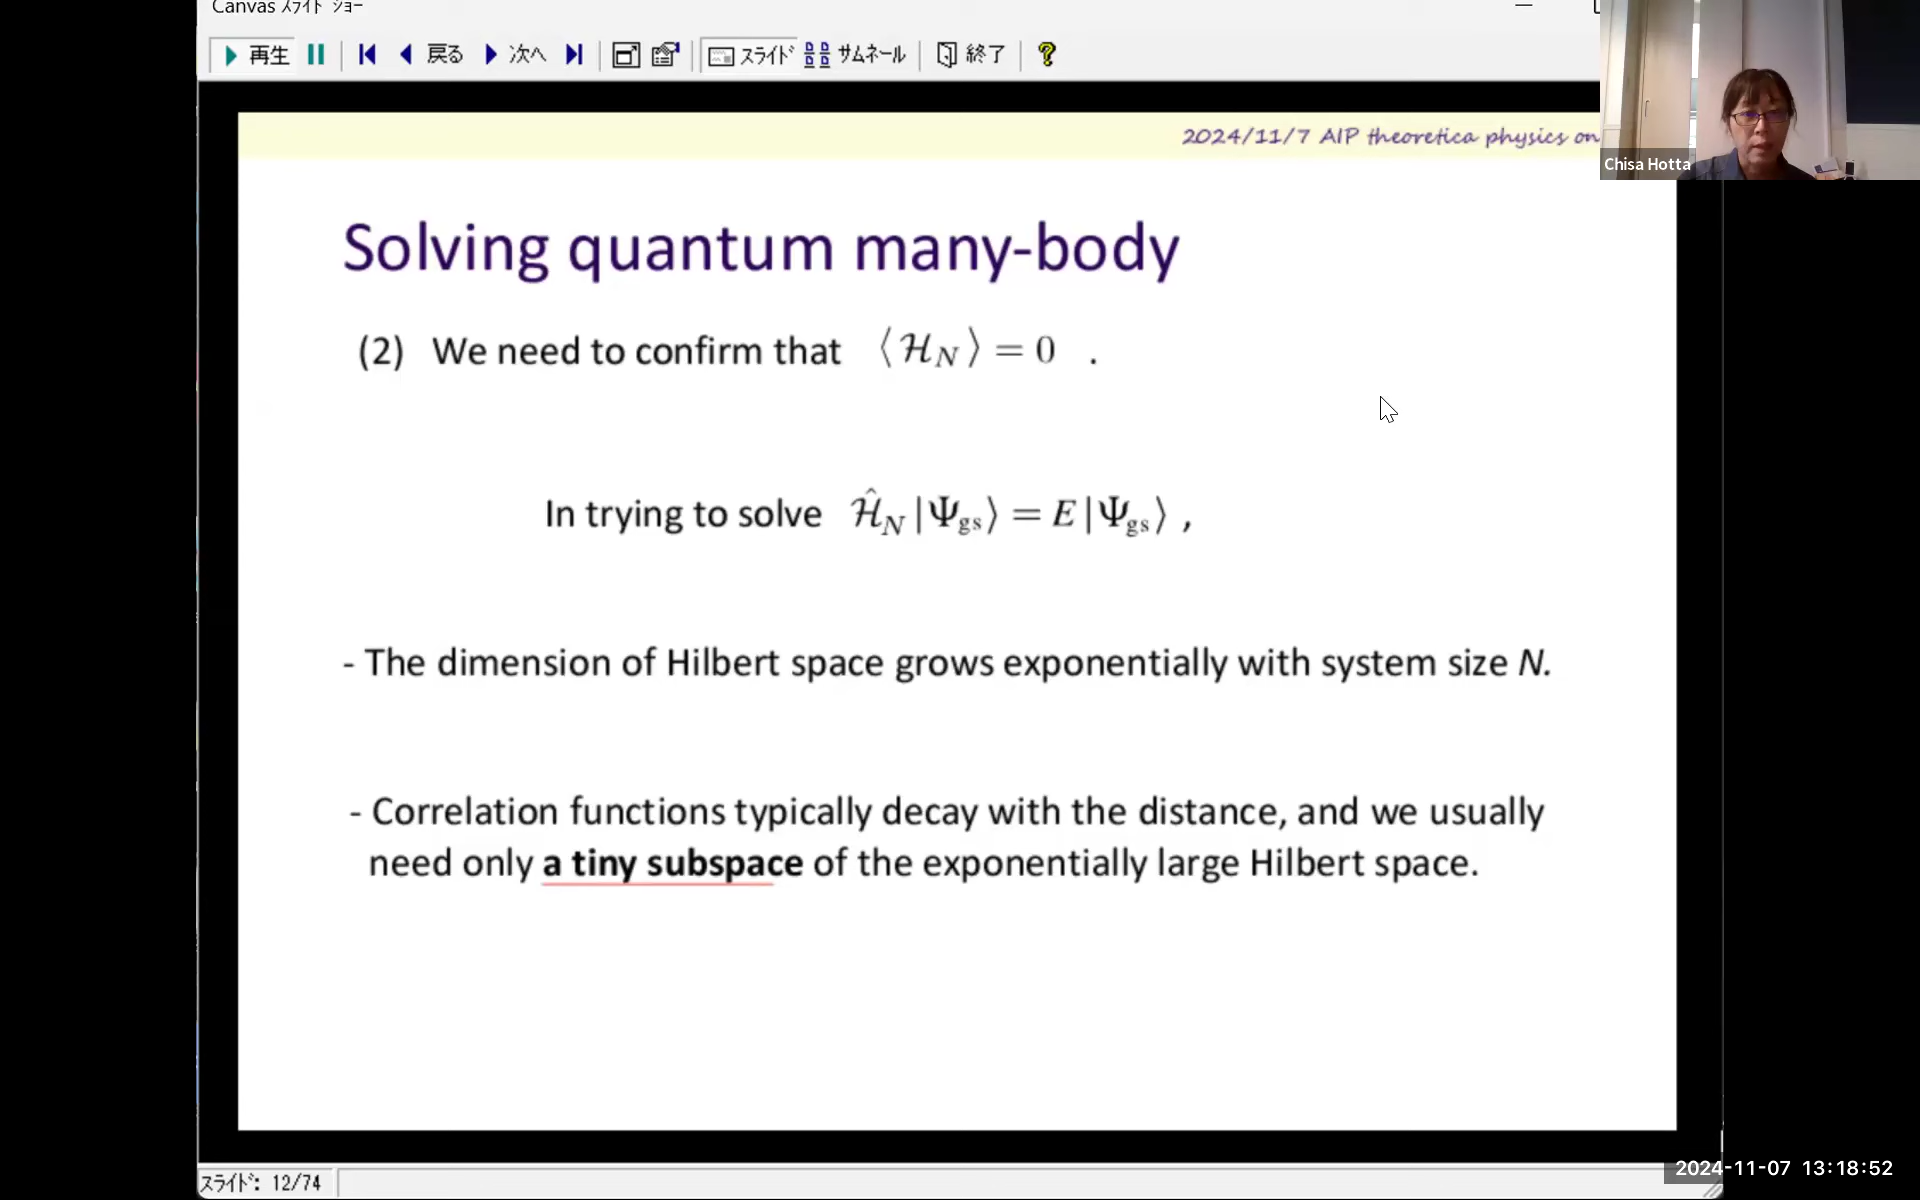 Canvas スライド ショー
再生 戻る 次へ スライド サムネール 終了
2024/11/7 AIP theoretica physics on
Chisa Hotta
Solving quantum many-body
(2) We need to confirm that ⟨ℋ_N⟩ = 0 .
In trying to solve ℋ̂_N|Ψ_gs⟩ = E|Ψ_gs⟩ ,
- The dimension of Hilbert space grows exponentially with system size N.
- Correlation functions typically decay with the distance, and we usually
need only a tiny subspace of the exponentially large Hilbert space.
2024-11-07 13:18:52
スライド: 12/74